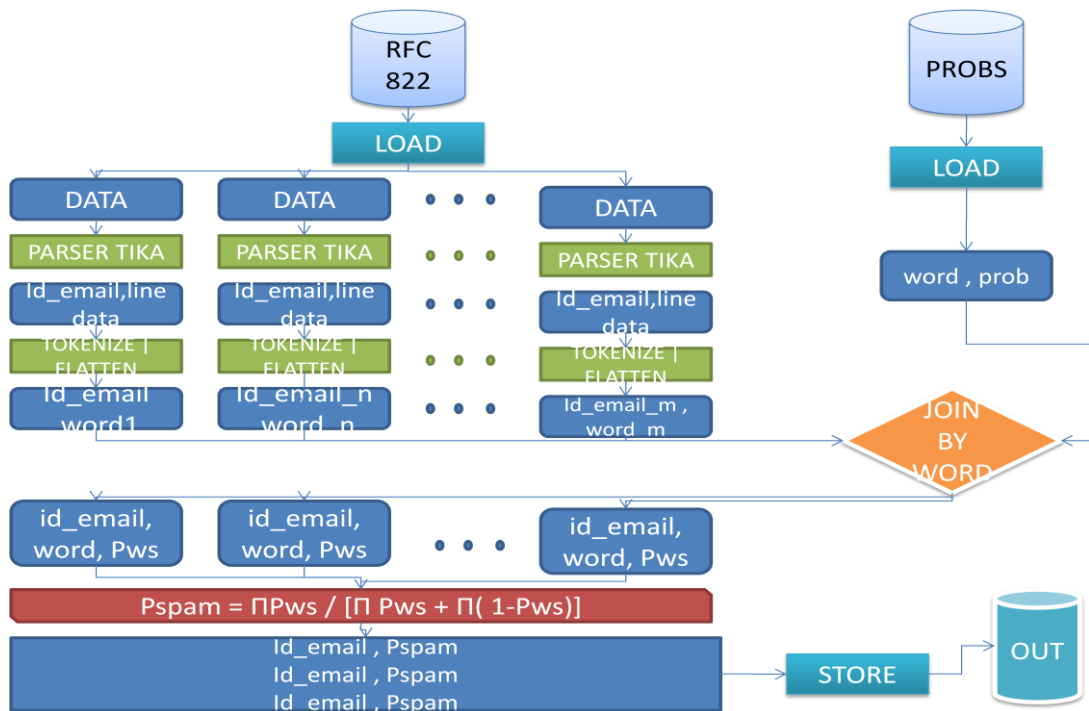 RFC
822
PROBS
LOAD
LOAD
DATA
DATA
DATA
PARSER TIKA
PARSER TIKA
PARSER TIKA
word , prob
Id_email,line
data
Id_email,line
data
Id_email,line
data
TOKENIZE |
FLATTEN
TOKENIZE |
FLATTEN
TOKENIZE |
FLATTEN
Id_email
word1
Id_email_n
word_n
Id_email_m ,
word_m
JOIN
BY
WORD
id_email,
word, Pws
id_email,
word, Pws
id_email,
word, Pws
Pspam = ΠPws / [Π Pws + Π( 1-Pws)]
Id_email , Pspam
Id_email , Pspam
Id_email , Pspam
STORE
OUT